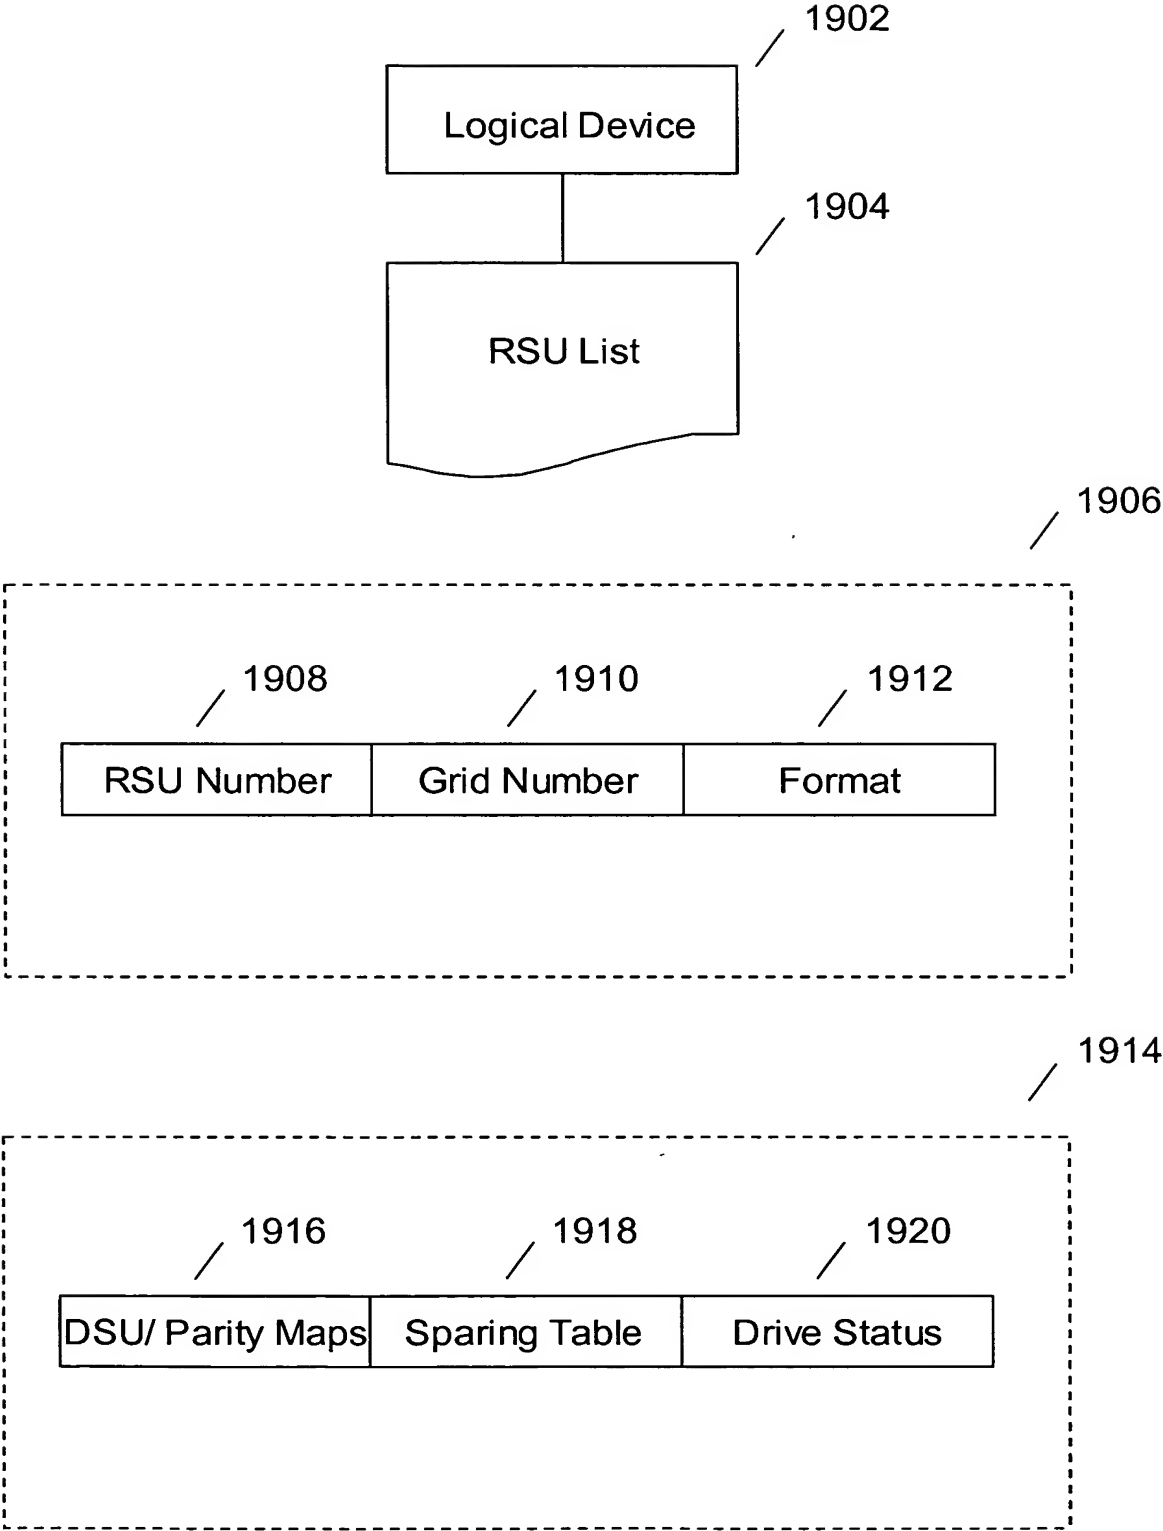 1902
Logical Device
1904
RSU List
1906
1908 1910 1912
RSU Number Grid Number Format
1914
1916 1918 1920
DSU/ Parity Maps Sparing Table Drive Status